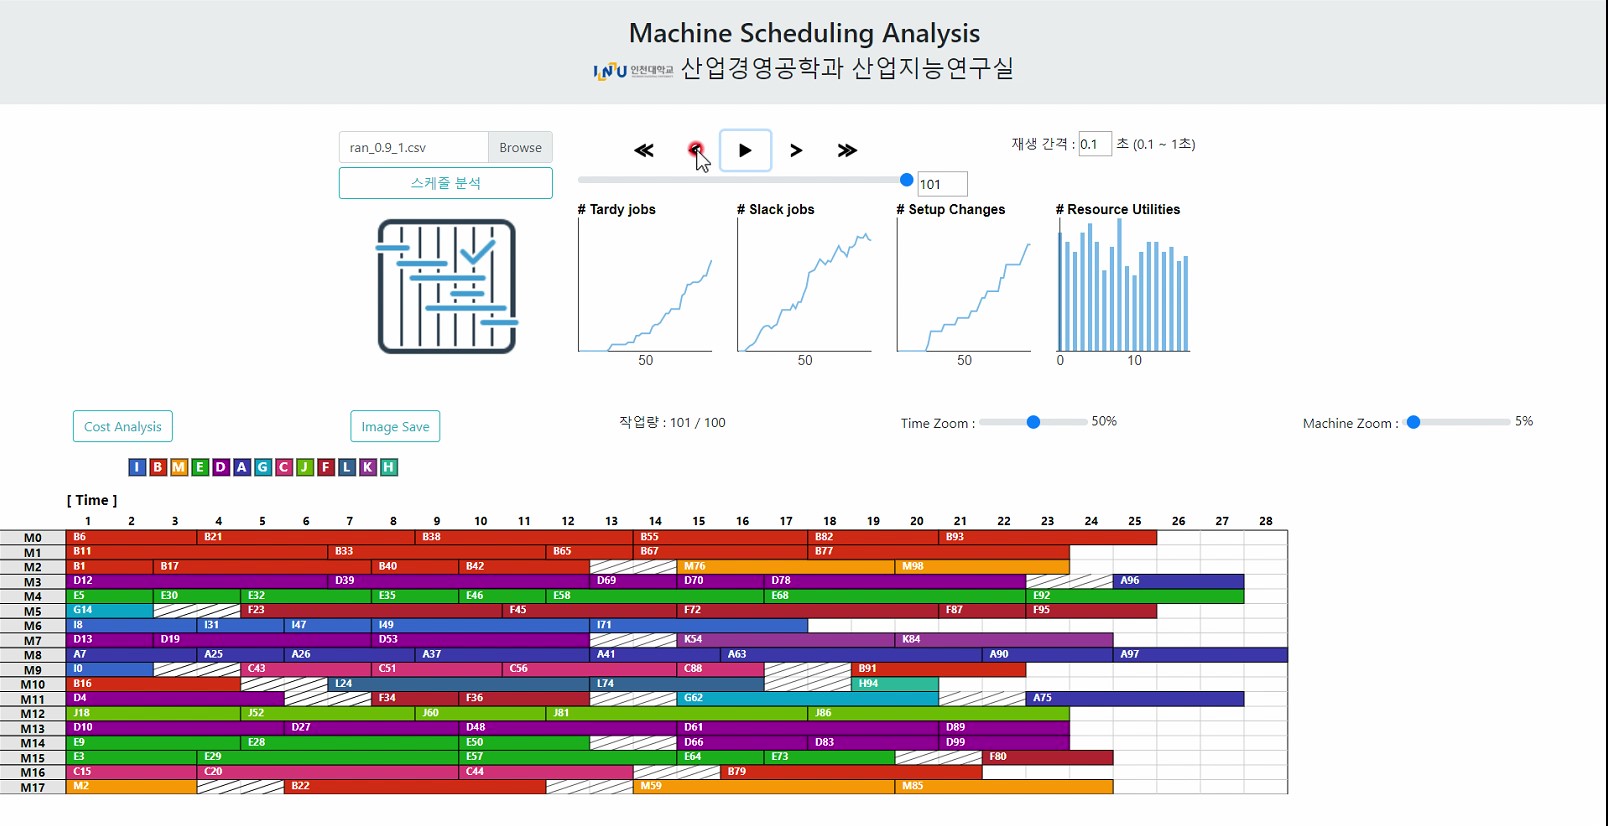 Machine Scheduling Analysis
INU 인천대학교 산업경영공학과 산업지능연구실
ran_0.9_1.csv Browse
재생 간격 : 0.1 초 (0.1 ~ 1초)
스케줄 분석
101
# Tardy jobs # Slack jobs # Setup Changes # Resource Utilities
50 50 50 0 10
Cost Analysis Image Save 작업량 : 101 / 100 Time Zoom : 50% Machine Zoom : 5%
I B M E D A G C J F L K H
[ Time ]
1 2 3 4 5 6 7 8 9 10 11 12 13 14 15 16 17 18 19 20 21 22 23 24 25 26 27 28
M0 B6 B21 B38 B55 B82 B93
M1 B11 B33 B65 B67 B77
M2 B1 B17 B40 B42 M76 M98
M3 D12 D39 D69 D70 D78 A96
M4 E5 E30 E32 E35 E46 E58 E68 E92
M5 G14 F23 F45 F72 F87 F95
M6 I8 I31 I47 I49 I71
M7 D13 D19 D53 K54 K84
M8 A7 A25 A26 A37 A41 A63 A90 A97
M9 I0 C43 C51 C56 C88 B91
M10 B16 L24 L74 H94
M11 D4 F34 F36 G62 A75
M12 J18 J52 J60 J81 J86
M13 D10 D27 D48 D61 D89
M14 E9 E28 E50 D66 D83 D99
M15 E3 E29 E57 E64 E73 F80
M16 C15 C20 C44 B79
M17 M2 B22 M59 M85